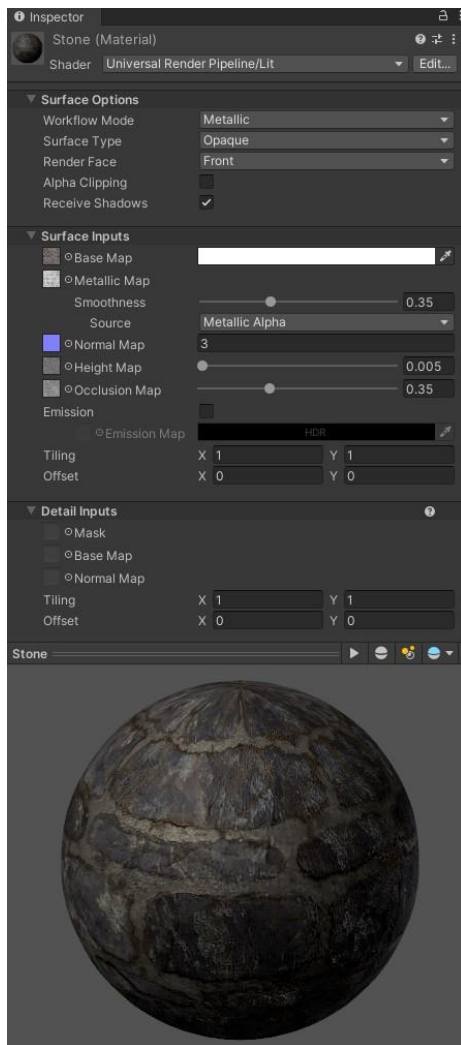 Inspector
Stone (Material)
Shader Universal Render Pipeline/Lit Edit...
Surface Options
Workflow Mode Metallic
Surface Type Opaque
Render Face Front
Alpha Clipping
Receive Shadows
Surface Inputs
Base Map
Metallic Map
Smoothness 0.35
Source Metallic Alpha
Normal Map 3
Height Map 0.005
Occlusion Map 0.35
Emission
Emission Map HDR
Tiling X 1 Y 1
Offset X 0 Y 0
Detail Inputs
Mask
Base Map
Normal Map
Tiling X 1 Y 1
Offset X 0 Y 0
Stone